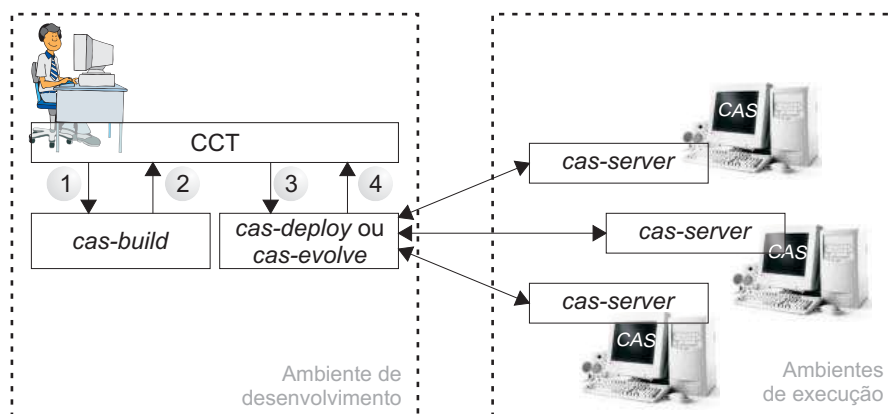 CCT
1
2
3
4
cas-build
cas-deploy ou
cas-evolve
Ambiente de
desenvolvimento
CAS
cas-server
cas-server
CAS
cas-server
CAS
Ambientes
de execução